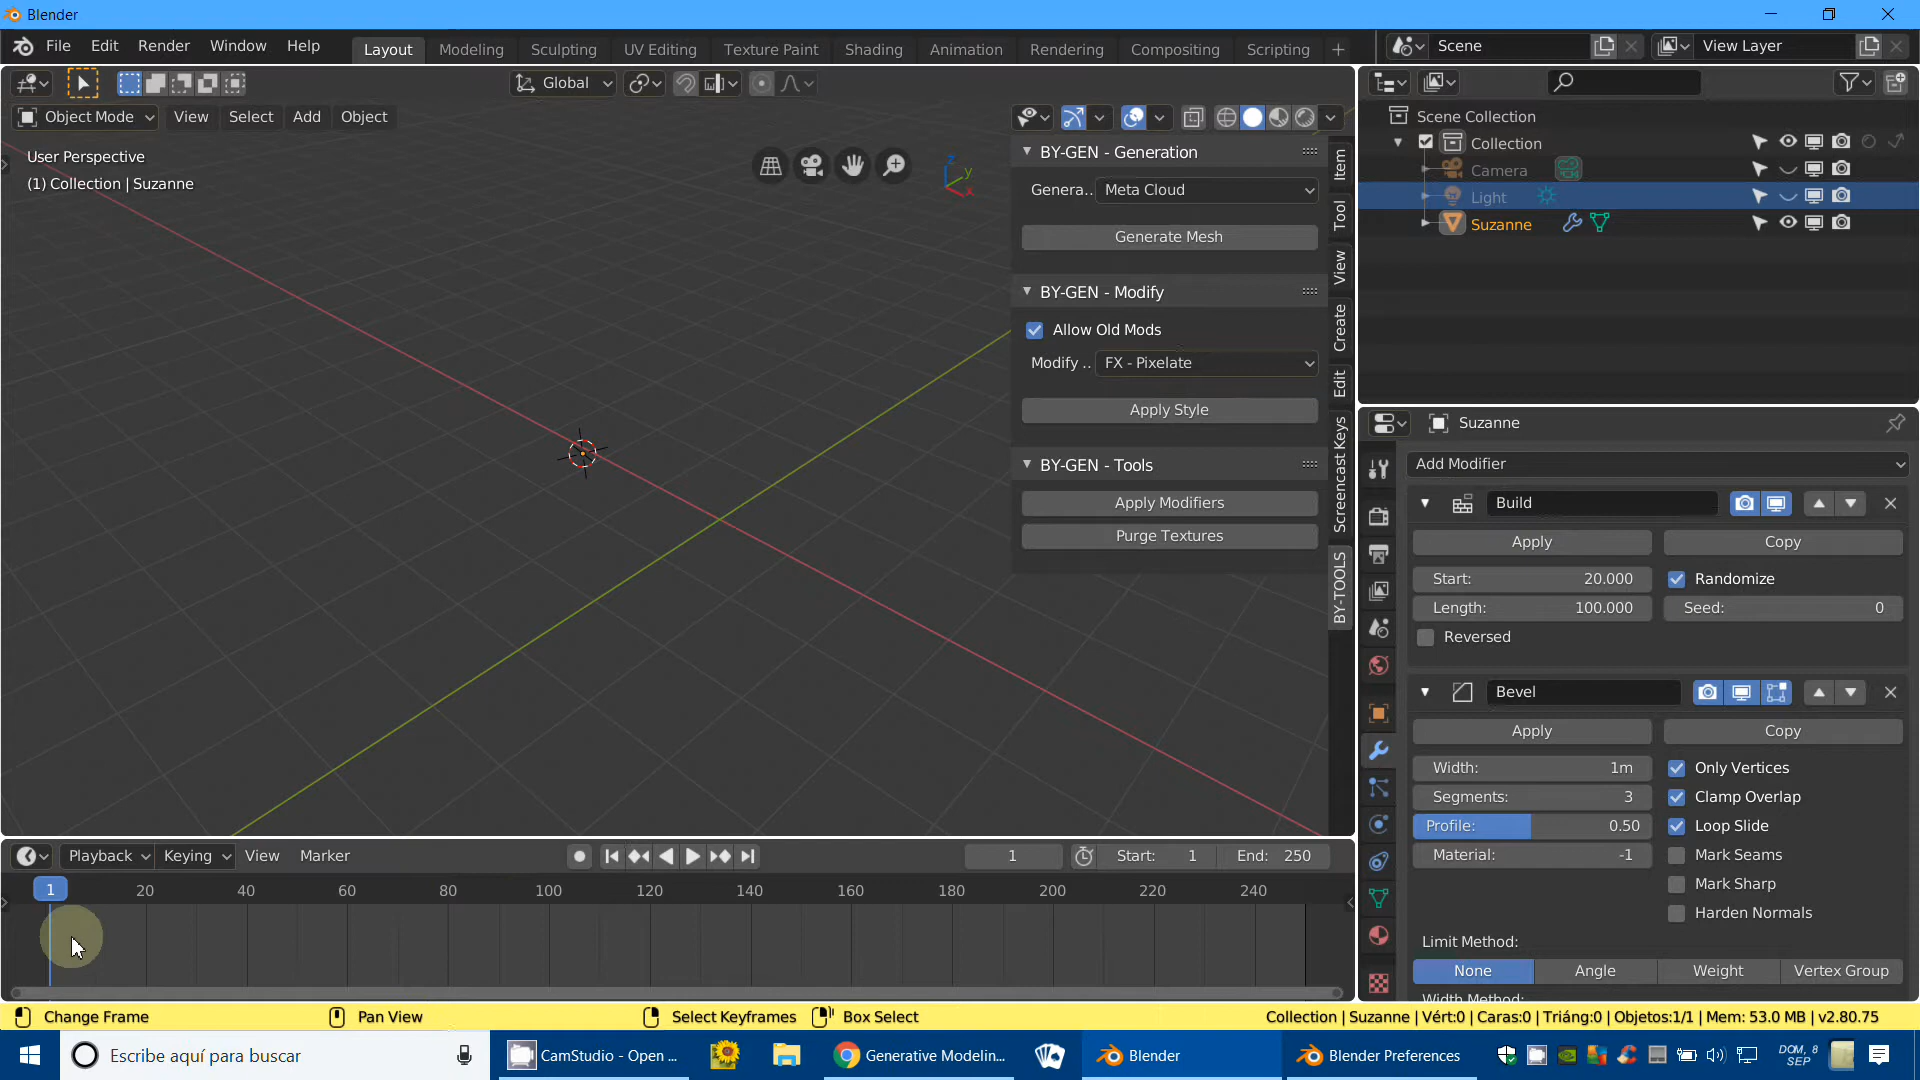 Blender
File Edit Render Window Help
Layout Modeling Sculpting UV Editing Texture Paint Shading Animation Rendering Compositing Scripting
Scene
View Layer
Global
Object Mode View Select Add Object
User Perspective
(1) Collection | Suzanne
Z
Y
X
BY-GEN - Generation
Genera.. Meta Cloud
Generate Mesh
BY-GEN - Modify
Allow Old Mods
Modify .. FX - Pixelate
Apply Style
BY-GEN - Tools
Apply Modifiers
Purge Textures
Item
Tool
View
Create
Edit
Screencast Keys
BY-TOOLS
Scene Collection
Collection
Camera
Light
Suzanne
Suzanne
Add Modifier
Build
Apply Copy
Start: 20.000 Randomize
Length: 100.000 Seed: 0
Reversed
Bevel
Apply Copy
Width: 1m Only Vertices
Segments: 3 Clamp Overlap
Profile: 0.50 Loop Slide
Material: -1 Mark Seams
Mark Sharp
Harden Normals
Limit Method:
None Angle Weight Vertex Group
Width Method:
Playback Keying View Marker
1 Start: 1 End: 250
1 20 40 60 80 100 120 140 160 180 200 220 240
Change Frame Pan View Select Keyframes Box Select
Collection | Suzanne | Vért:0 | Caras:0 | Triáng:0 | Objetos:1/1 | Mem: 53.0 MB | v2.80.75
Escribe aquí para buscar
CamStudio - Open ...
Generative Modelin...
Blender
Blender Preferences
DOM, 8
SEP